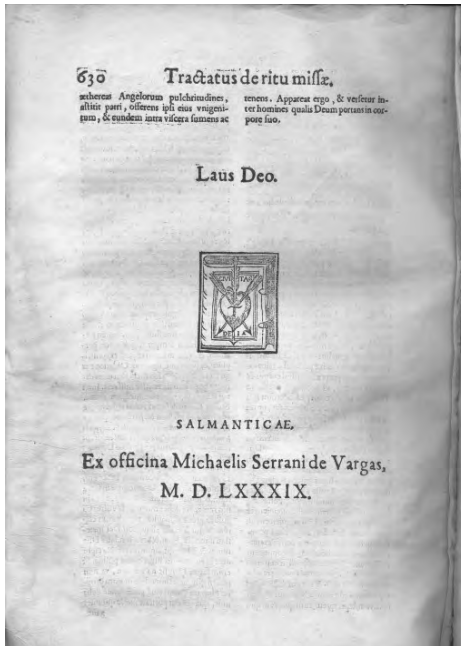 630 Tractatus de ritu missæ.
æthereas Angelorum pulchritudines,
astitit patri, offerens ipsi eius vnigeni-
tum, & eundem intra viscera sumens ac
tenens. Appareat ergo, & versetur in-
ter homines qualis Deum portans in cor-
pore suo.
Laus Deo.
SALMANTICAE,
Ex officina Michaelis Serrani de Vargas,
M. D. LXXXIX.